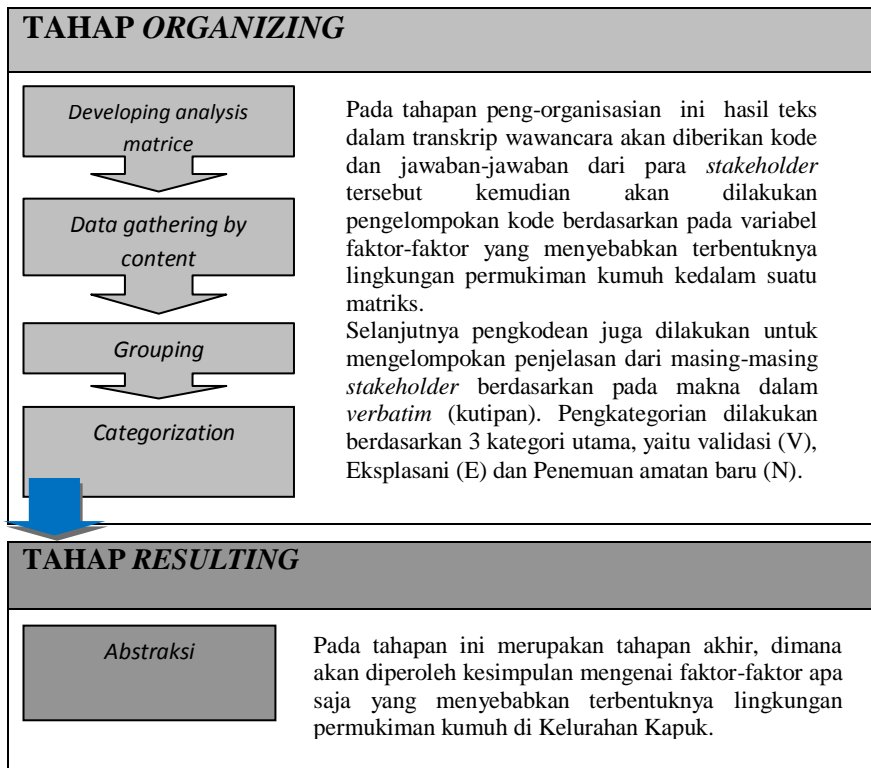 TAHAP ORGANIZING
Developing analysis
matrice
Data gathering by
content
Grouping
Categorization
Pada tahapan peng-organisasian ini hasil teks
dalam transkrip wawancara akan diberikan kode
dan jawaban-jawaban dari para stakeholder
tersebut kemudian akan dilakukan
pengelompokan kode berdasarkan pada variabel
faktor-faktor yang menyebabkan terbentuknya
lingkungan permukiman kumuh kedalam suatu
matriks.
Selanjutnya pengkodean juga dilakukan untuk
mengelompokan penjelasan dari masing-masing
stakeholder berdasarkan pada makna dalam
verbatim (kutipan). Pengkategorian dilakukan
berdasarkan 3 kategori utama, yaitu validasi (V),
Eksplasani (E) dan Penemuan amatan baru (N).
TAHAP RESULTING
Abstraksi
Pada tahapan ini merupakan tahapan akhir, dimana
akan diperoleh kesimpulan mengenai faktor-faktor apa
saja yang menyebabkan terbentuknya lingkungan
permukiman kumuh di Kelurahan Kapuk.